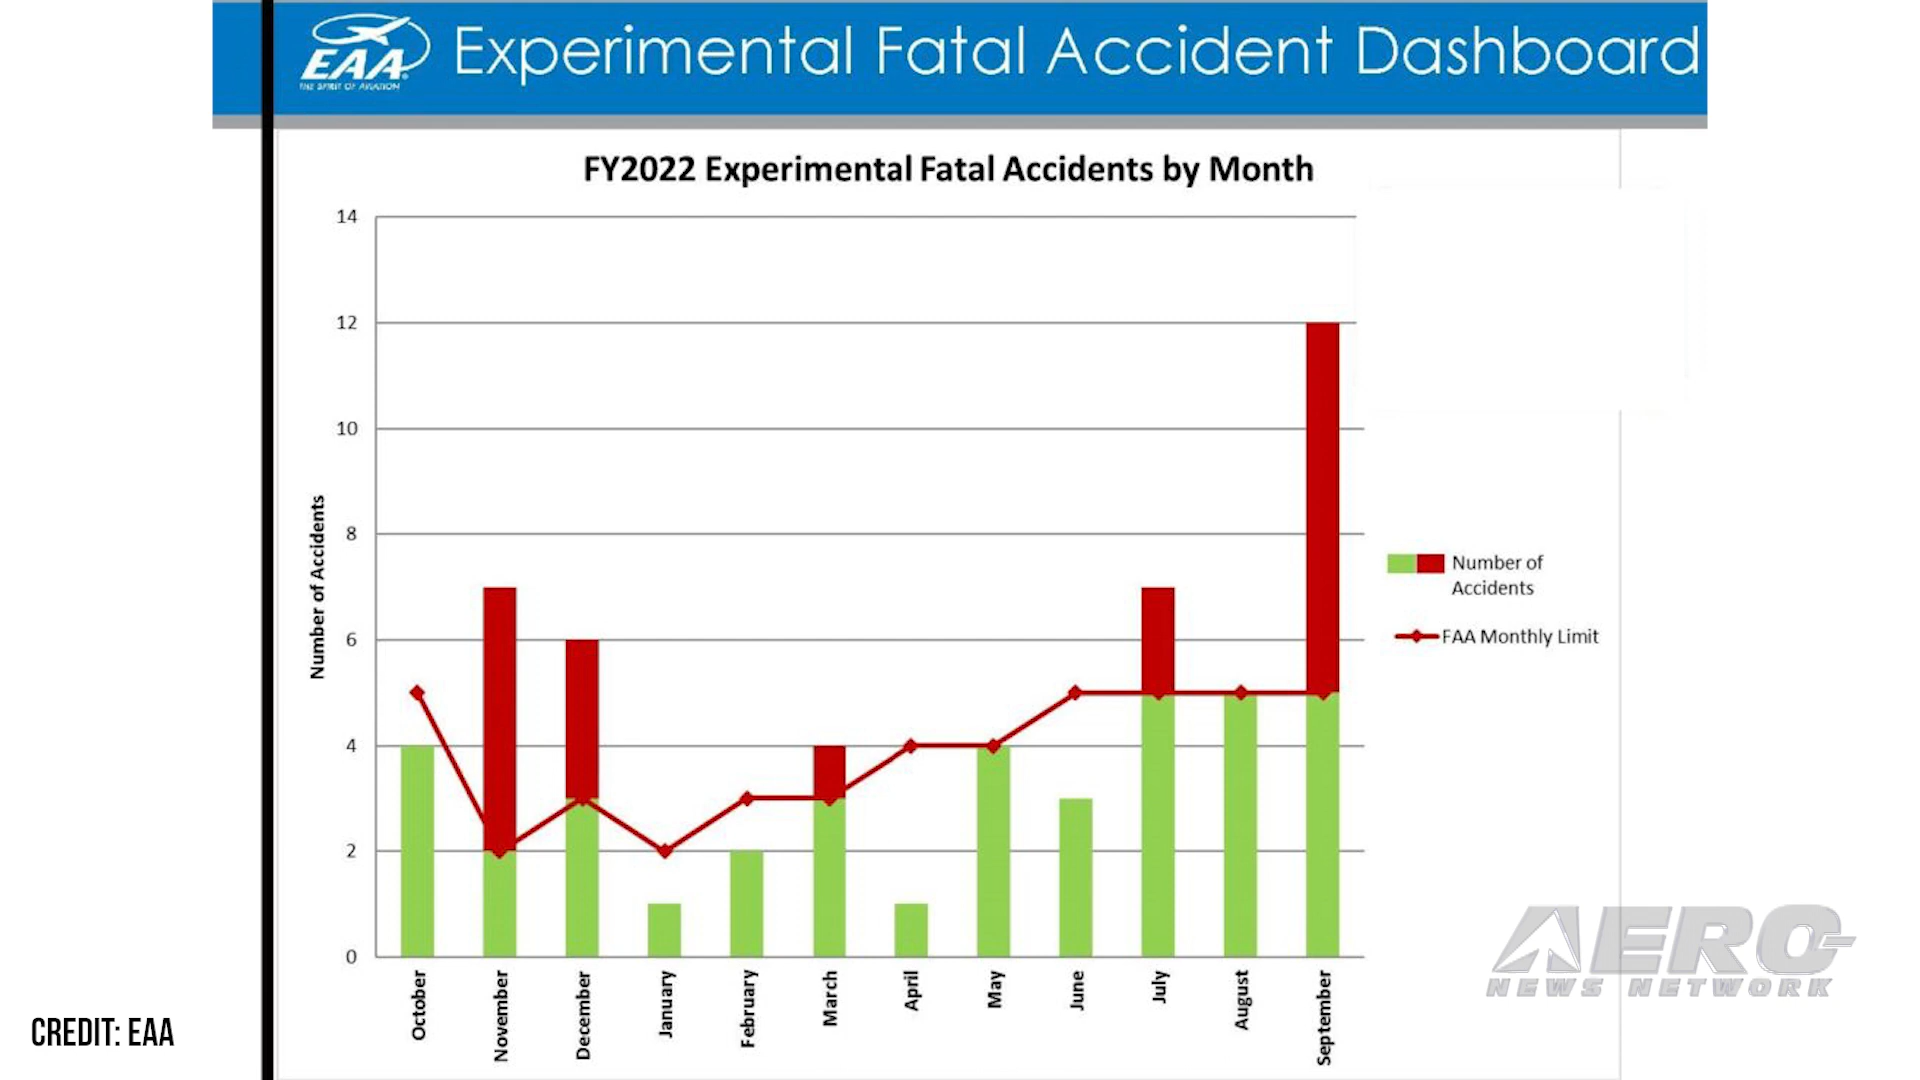 EAA
THE SPIRIT OF AVIATION
Experimental Fatal Accident Dashboard
FY2022 Experimental Fatal Accidents by Month
Number of Accidents
14
12
10
8
6
4
2
0
October
November
December
January
February
March
April
May
June
July
August
September
Number of
Accidents
FAA Monthly Limit
AERO
NEWS NETWORK
CREDIT: EAA